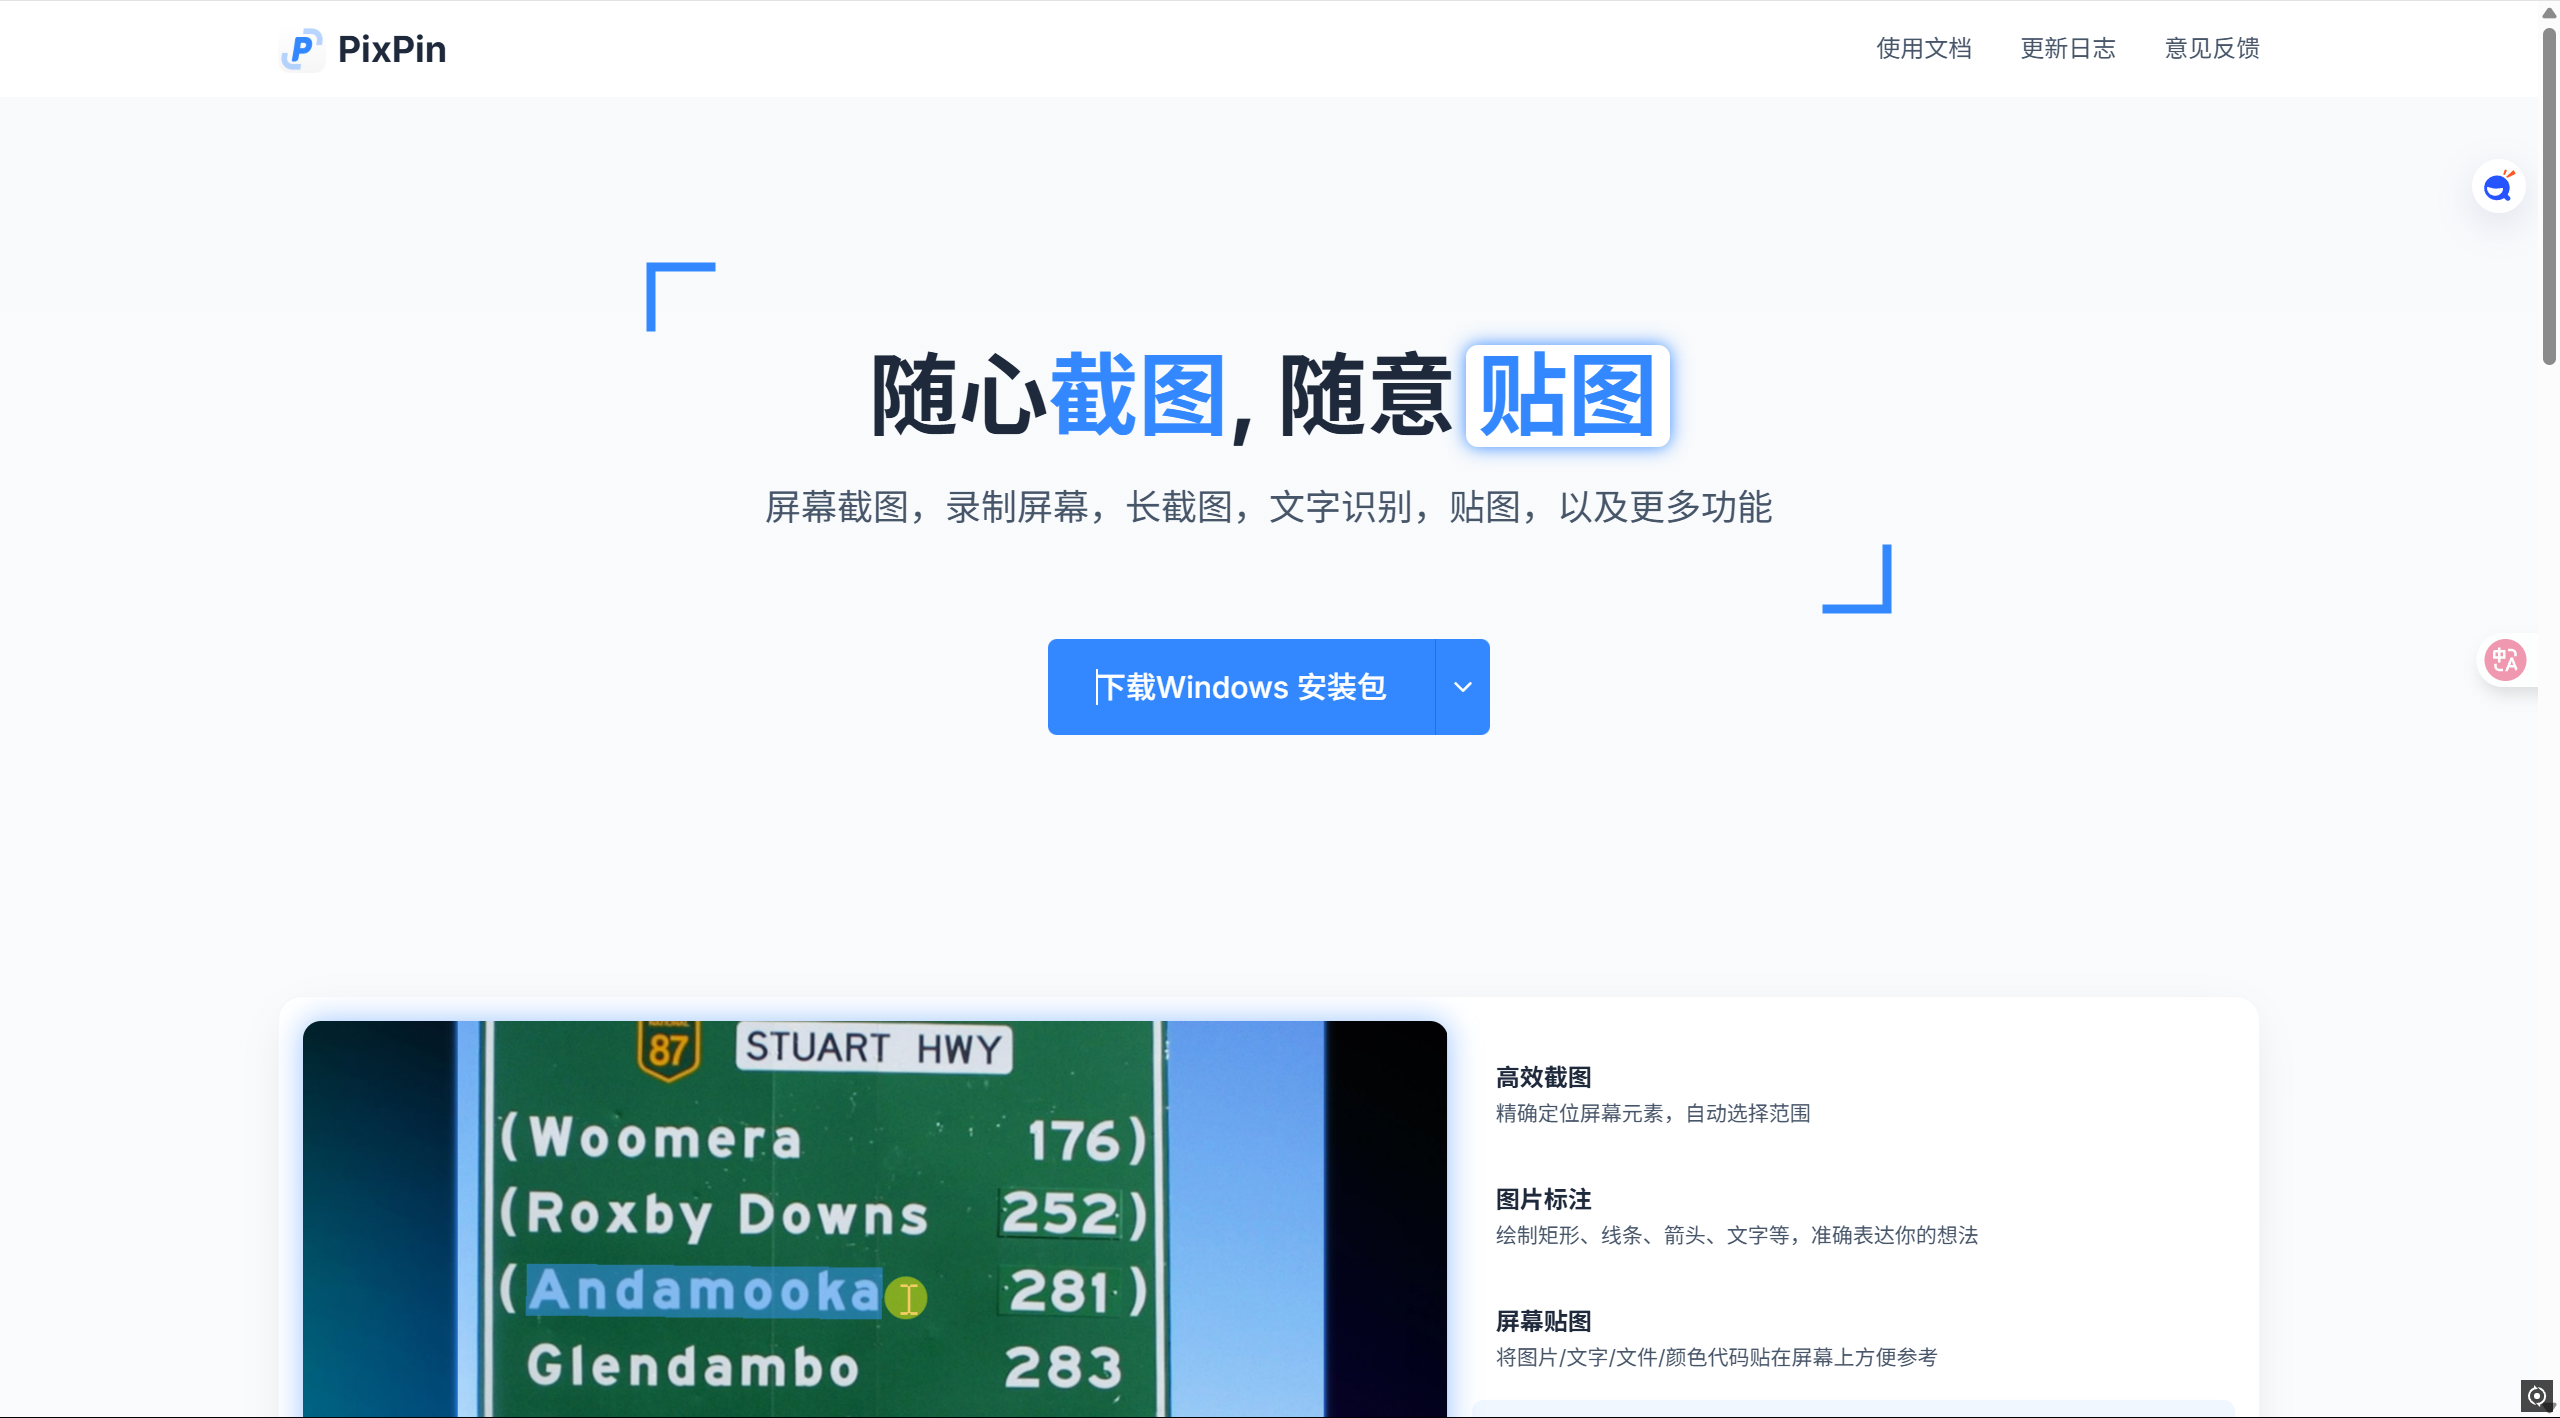 PixPin
使用文档 更新日志 意见反馈
随心截图, 随意 贴图
屏幕截图，录制屏幕，长截图，文字识别，贴图，以及更多功能
下载Windows 安装包
NATIONAL
87 STUART HWY
(Woomera 176)
(Roxby Downs 252)
(Andamooka 281)
Glendambo 283
高效截图
精确定位屏幕元素，自动选择范围
图片标注
绘制矩形、线条、箭头、文字等，准确表达你的想法
屏幕贴图
将图片/文字/文件/颜色代码贴在屏幕上方便参考
中A